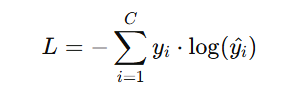 L = − ∑_{i=1}^{C} y_i · log(ŷ_i)